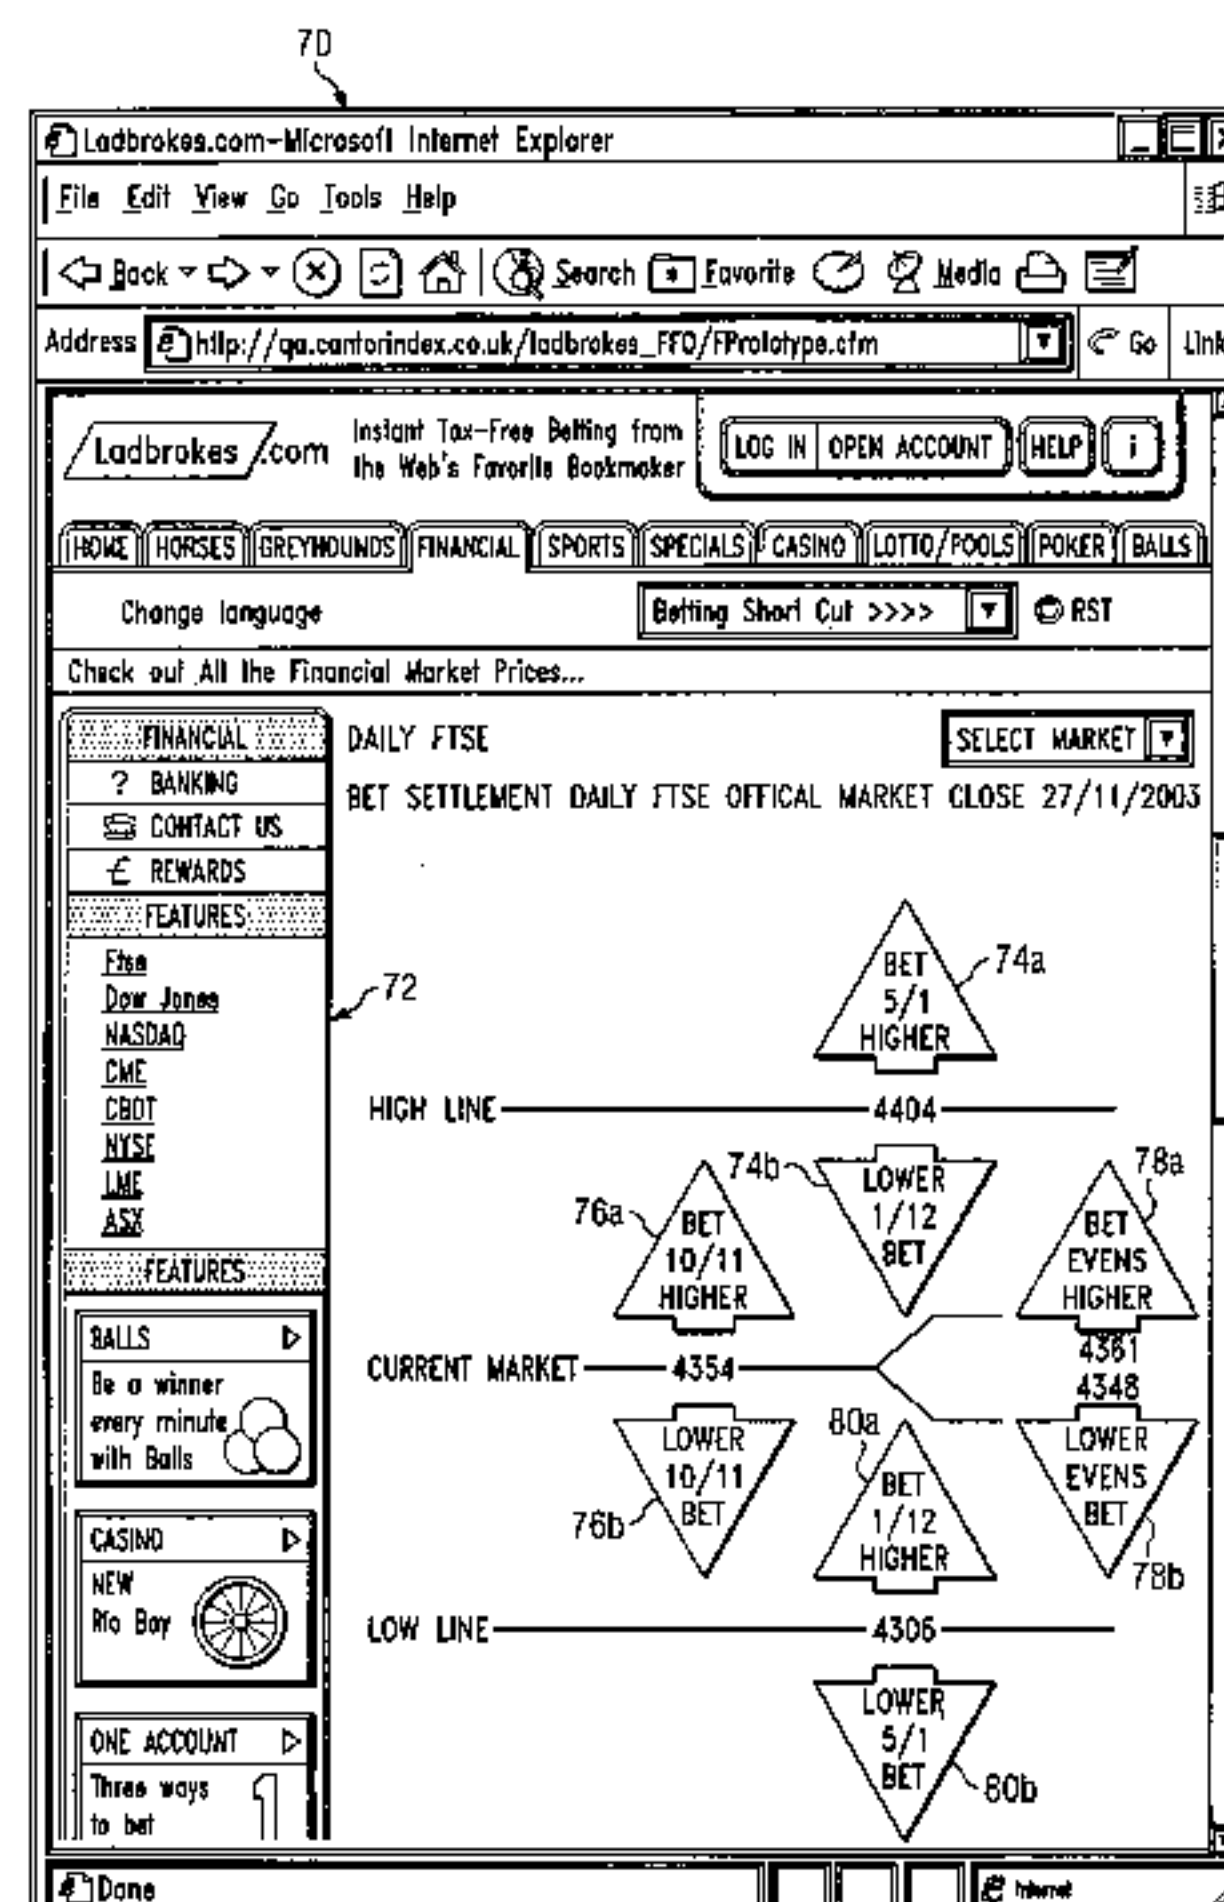 70
Ladbrokes.com-Microsoft Internet Explorer
File Edit View Go Tools Help
Back Search Favorite Media
Address http://qa.cantorindex.co.uk/ladbrokes_FFO/FPrototype.cfm Go Link
Ladbrokes.com
Instant Tax-Free Betting from
the Web's Favorite Bookmaker
LOG IN OPEN ACCOUNT HELP i
HOME HORSES GREYHOUNDS FINANCIAL SPORTS SPECIALS CASINO LOTTO/POOLS POKER BALLS
Change language Betting Short Cut >>>> RST
Check out All the Financial Market Prices...
FINANCIAL
? BANKING
CONTACT US
£ REWARDS
FEATURES
Ftse
Dow Jones
NASDAQ
CME
CBOT
NYSE
LME
ASX
FEATURES
BALLS
Be a winner
every minute
with Balls
CASINO
NEW
Rio Bay
ONE ACCOUNT
Three ways
to bet
1
72
DAILY FTSE SELECT MARKET
BET SETTLEMENT DAILY FTSE OFFICAL MARKET CLOSE 27/11/2003
BET
5/1
HIGHER
74a
HIGH LINE 4404
74b
LOWER
1/12
BET
76a
BET
10/11
HIGHER
78a
BET
EVENS
HIGHER
4361
CURRENT MARKET 4354
4348
LOWER
10/11
BET
76b
80a
BET
1/12
HIGHER
LOWER
EVENS
BET
78b
LOW LINE 4306
LOWER
5/1
BET
80b
Done Internet